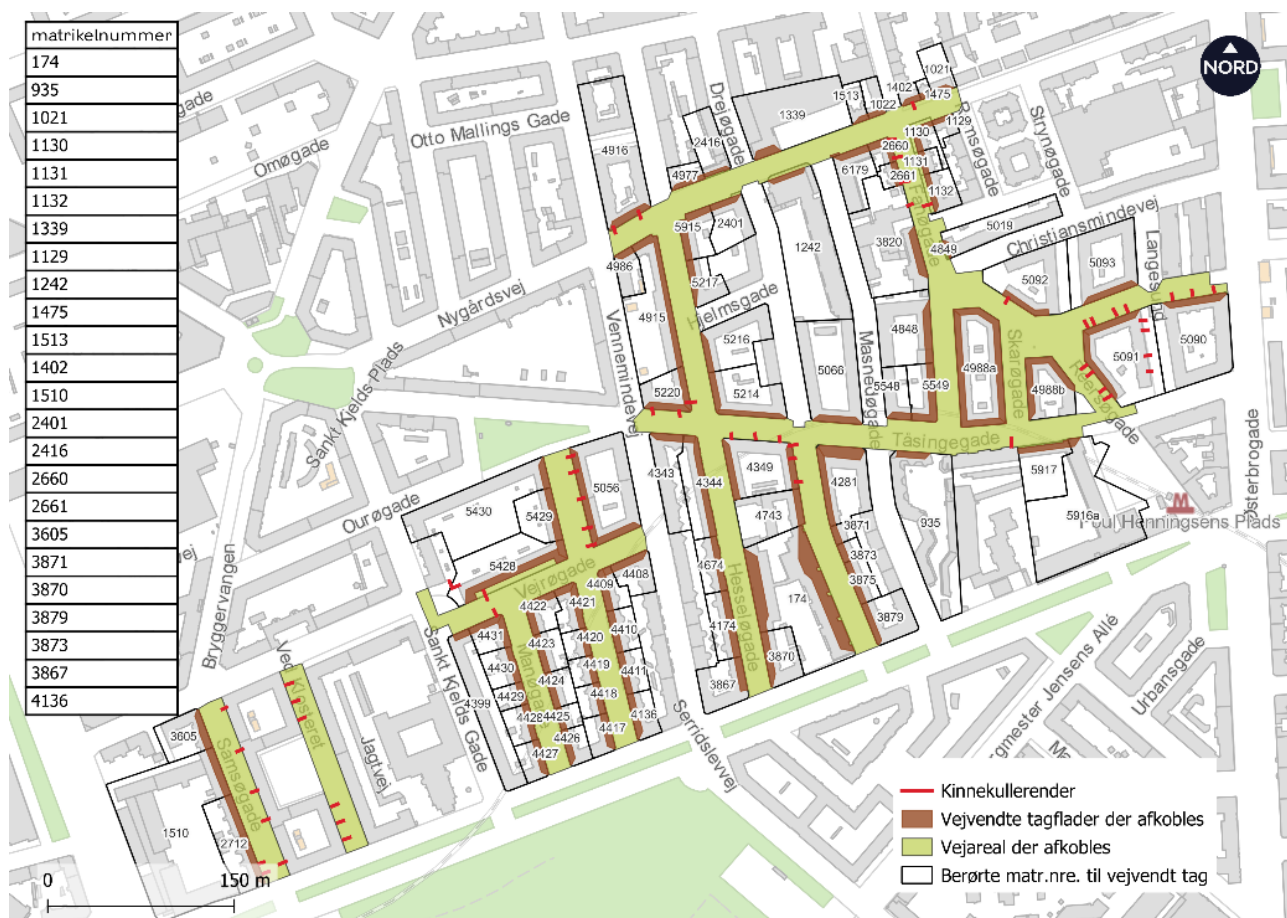 matrikelnummer
174
935
1021
1130
1131
1132
1339
1129
1242
1475
1513
1402
1510
2401
2416
2660
2661
3605
3871
3870
3879
3873
3867
4136
NORD
Otto Mallings Gade
Omøgade
Drejøgade
Strynøgade
Nygårdsvej
Sankt Kjelds Plads
Hjelmsgade
Vennemindevej
Masnedøgade
Fanøgade
Christiansmindevej
Langesund
Skarøgade
Reersøgade
Tåsingegade
Østerbrogade
M
Poul Henningsens Plads
Ourøgade
Bryggervangen
Vejrøgade
Hesseløgade
Manøgade
Sankt Kjelds Gade
Serridslevvej
Ved Klosteret
Jagtvej
Samsøgade
Urbansgade
4916
2416
4977
1339
1513
1022
1402
1021
1475
1129
1130
2660
1131
2661
1132
6179
5915
2401
1242
3820
5019
4849
4986
5217
5092
5093
4915
5216
5066
4848
4988a
5091
5090
5220
5214
5548
5549
4988b
4343
4344
4349
4281
5917
5916a
935
5430
5429
5056
4743
3871
3873
3875
3879
5428
4408
4409
4674
174
4422
4421
4431
4423
4420
4410
4430
4424
4419
4411
4429
4399
4418
4428
4425
4426
4417
4136
4427
4174
3870
3867
3605
1510
2712
0
150 m
Kinnekullerender
Vejvendte tagflader der afkobles
Vejareal der afkobles
Berørte matr.nre. til vejvendt tag